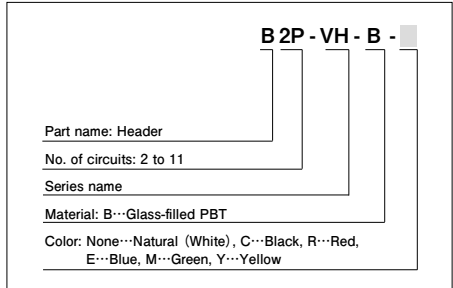 B 2P - VH - B -
Part name: Header
No. of circuits: 2 to 11
Series name
Material: B···Glass-filled PBT
Color: None···Natural (White), C···Black, R···Red,
E···Blue, M···Green, Y···Yellow